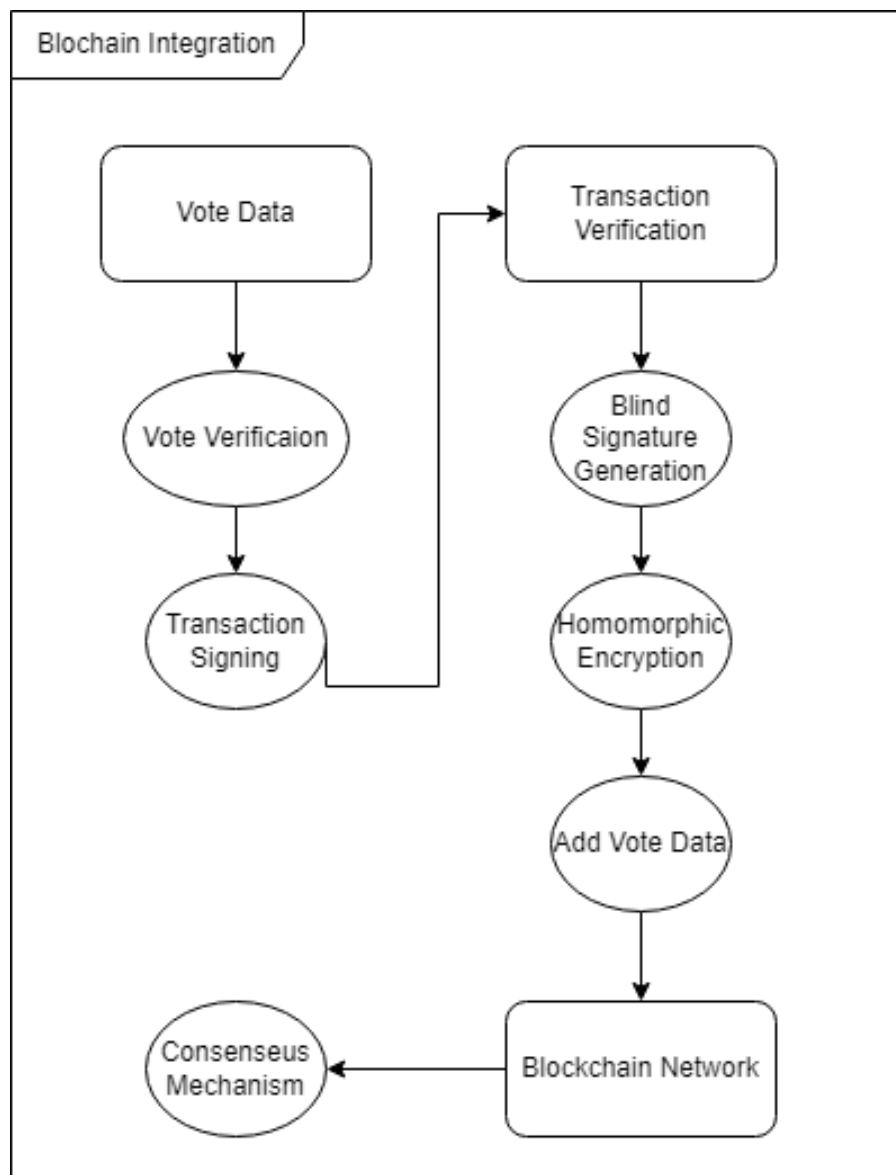 Blochain Integration
Vote Data
Vote Verificaion
Transaction
Signing
Transaction
Verification
Blind
Signature
Generation
Homomorphic
Encryption
Add Vote Data
Blockchain Network
Consenseus
Mechanism